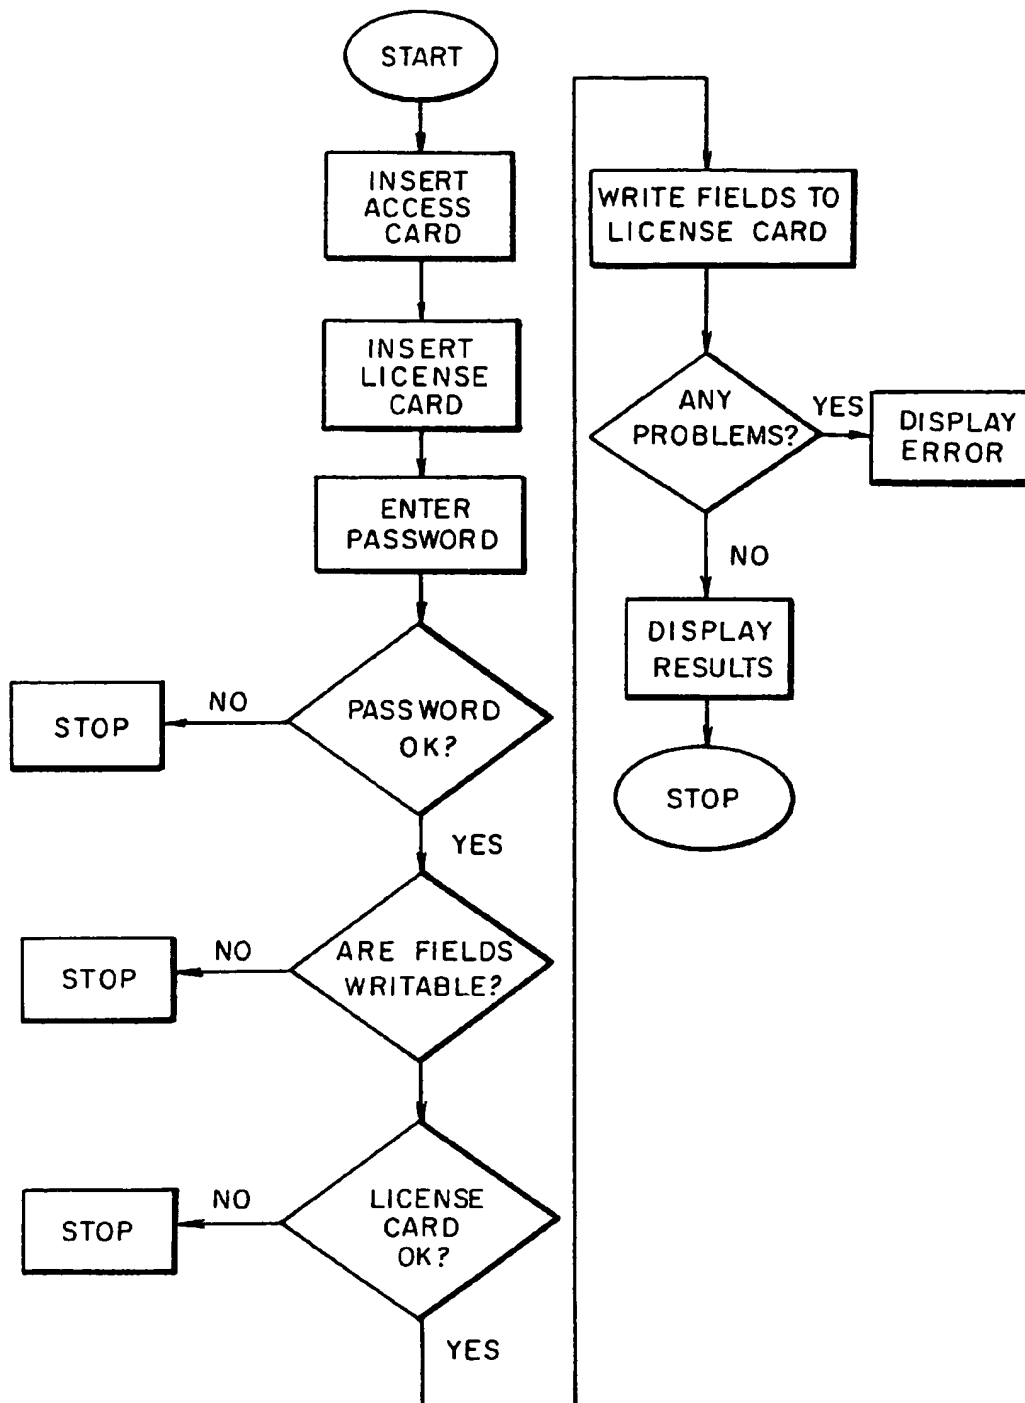 START
INSERT
ACCESS
CARD
INSERT
LICENSE
CARD
ENTER
PASSWORD
PASSWORD
OK?
NO
STOP
YES
ARE FIELDS
WRITABLE?
NO
STOP
LICENSE
CARD
OK?
NO
STOP
YES
WRITE FIELDS TO
LICENSE CARD
ANY
PROBLEMS?
YES
DISPLAY
ERROR
NO
DISPLAY
RESULTS
STOP